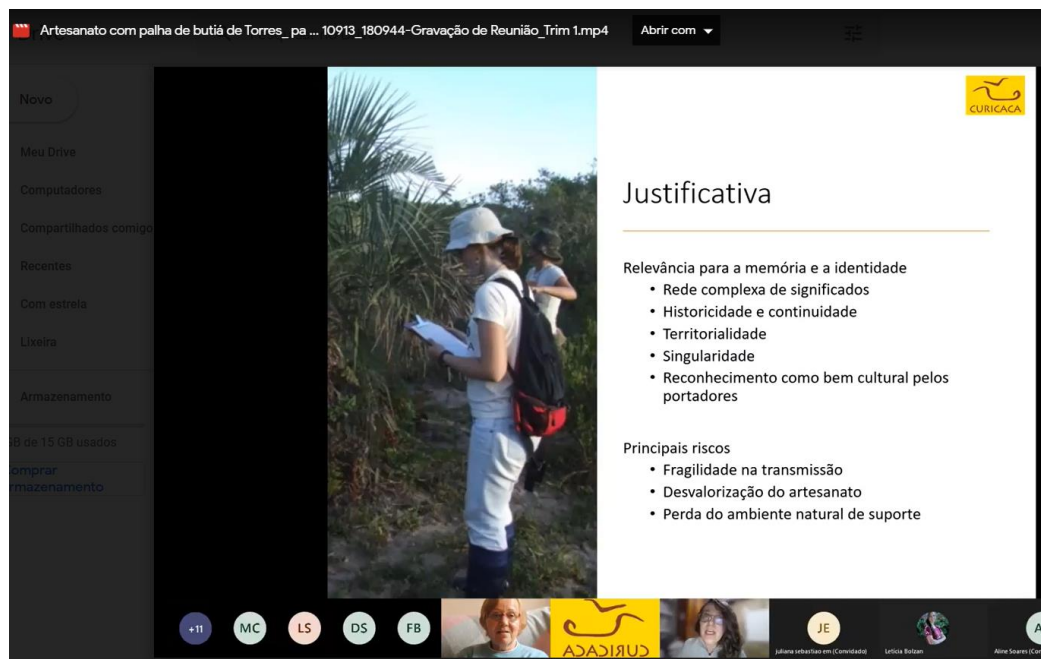 Artesanato com palha de butiá de Torres_ pa ... 10913_180944-Gravação de Reunião_Trim 1.mp4
Abrir com
Novo
Meu Drive
Computadores
Compartilhados comigo
Recentes
Com estrela
Lixeira
Armazenamento
GB de 15 GB usados
omprar
rmazenamento
CURICACA
Justificativa
Relevância para a memória e a identidade
• Rede complexa de significados
• Historicidade e continuidade
• Territorialidade
• Singularidade
• Reconhecimento como bem cultural pelos
portadores
Principais riscos
• Fragilidade na transmissão
• Desvalorização do artesanato
• Perda do ambiente natural de suporte
+11
MC
LS
DS
FB
CURICACA
JE
juliana sebastiao em (Convidado)
Letícia Bolzan
A
Aline Soares (Con